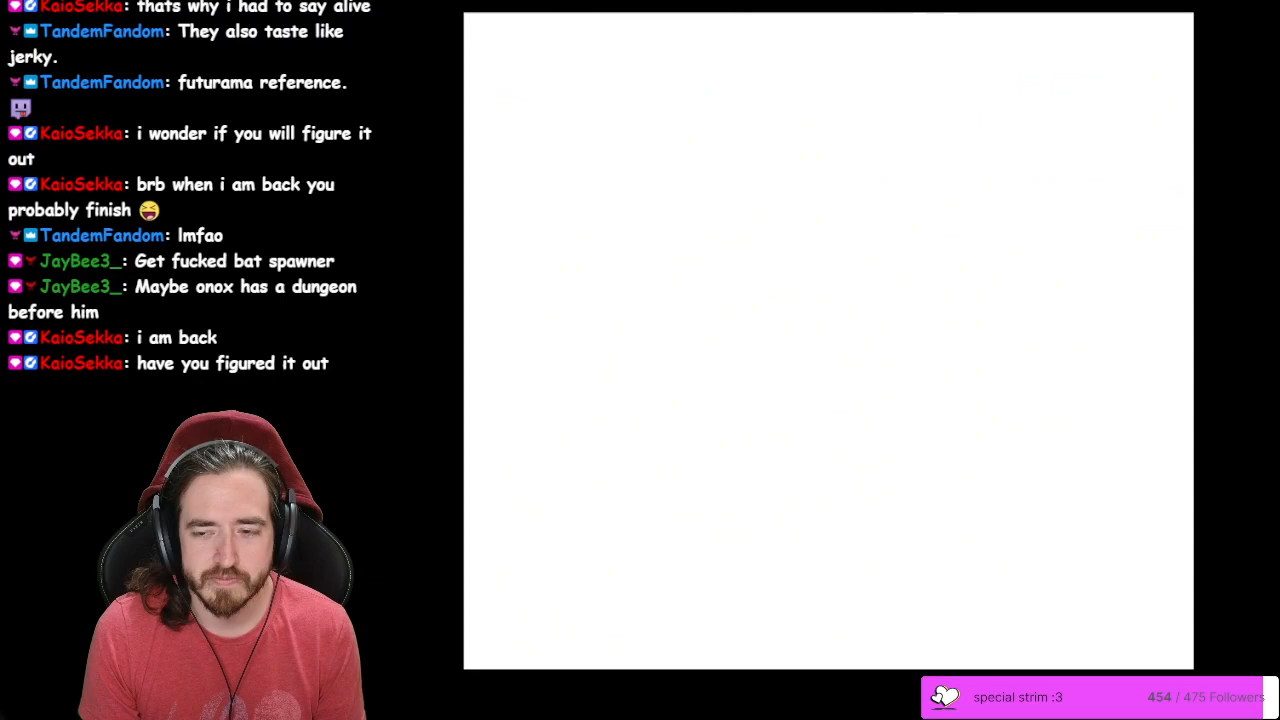 KaioSekka: thats why i had to say alive
TandemFandom: They also taste like
jerky.
TandemFandom: futurama reference.
KaioSekka: i wonder if you will figure it
out
KaioSekka: brb when i am back you
probably finish 😆
TandemFandom: lmfao
JayBee3_: Get fucked bat spawner
JayBee3_: Maybe onox has a dungeon
before him
KaioSekka: i am back
KaioSekka: have you figured it out
special strim :3 454 / 475 Followers